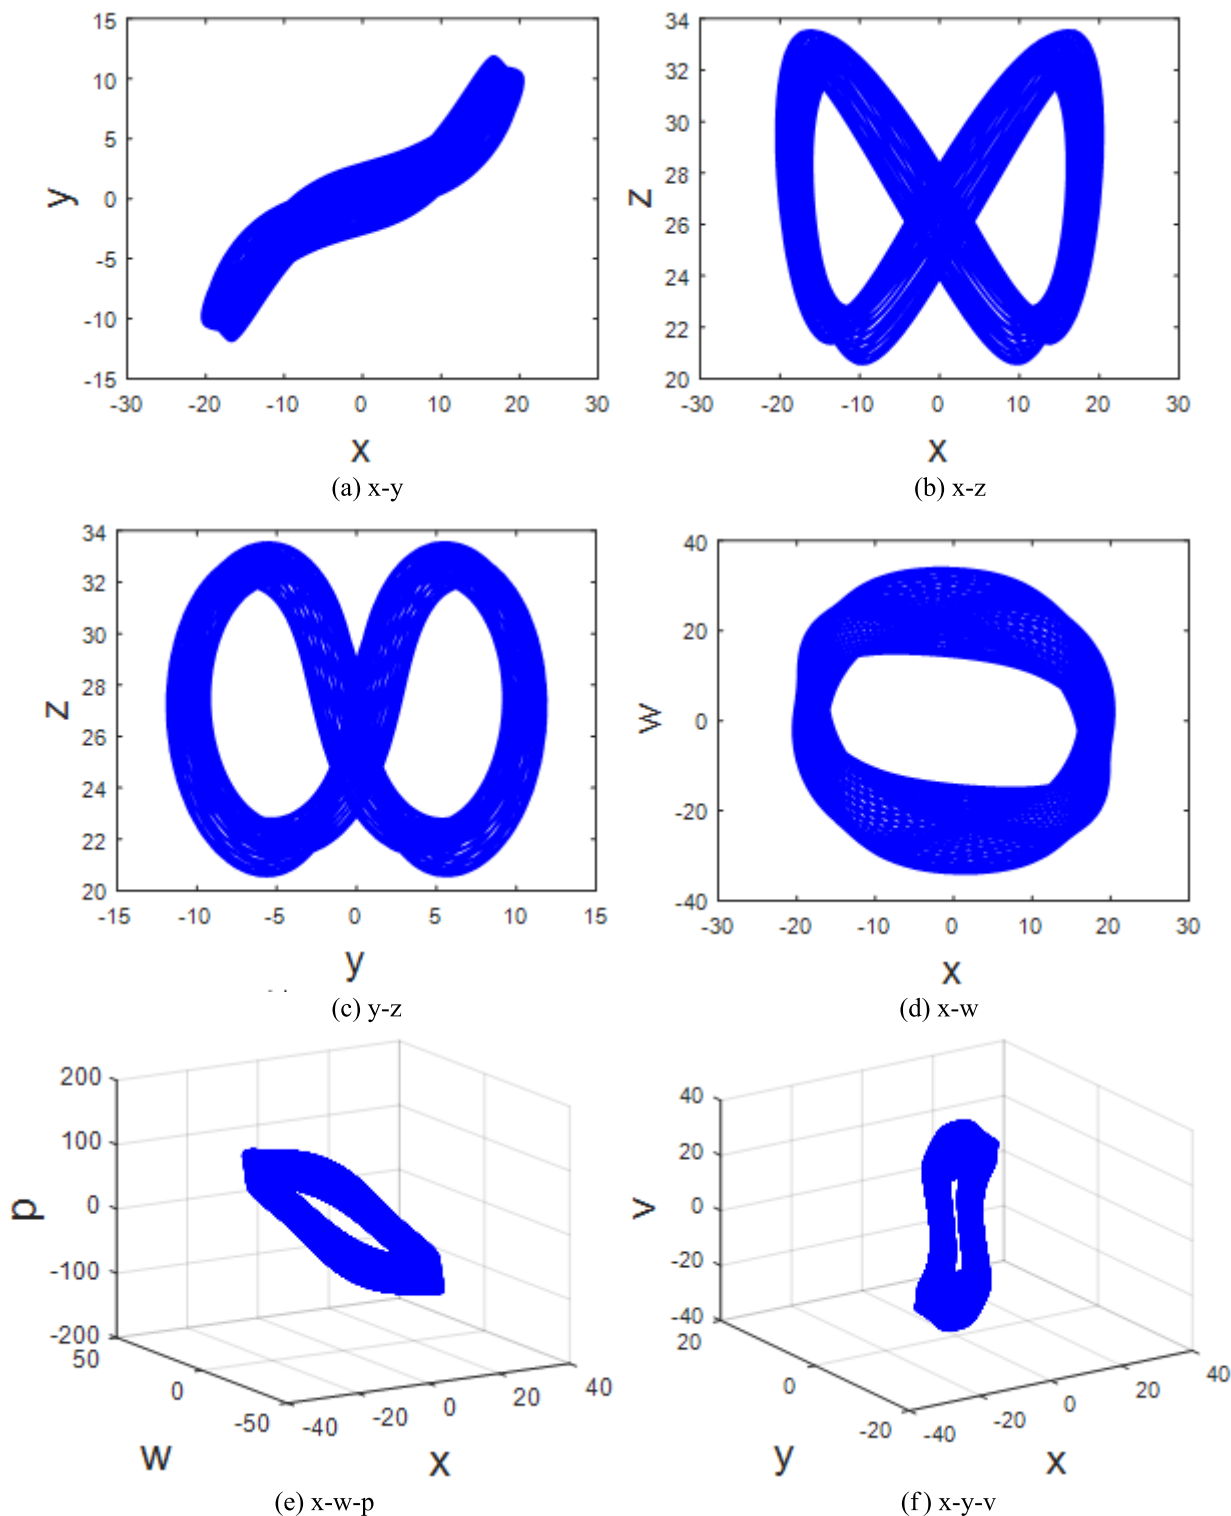 15
10
5
0
-5
-10
-15
-30 -20 -10 0 10 20 30
y
x
(a) x-y
34
32
30
28
26
24
22
20
-30 -20 -10 0 10 20 30
z
x
(b) x-z
34
32
30
28
26
24
22
20
-15 -10 -5 0 5 10 15
z
y
(c) y-z
40
20
0
-20
-40
-30 -20 -10 0 10 20 30
w
x
(d) x-w
200
100
0
-100
-200
p
50
0
-50
w
-40 -20 0 20 40
x
(e) x-w-p
40
20
0
-20
-40
v
20
0
-20
y
-40 -20 0 20 40
x
(f) x-y-v